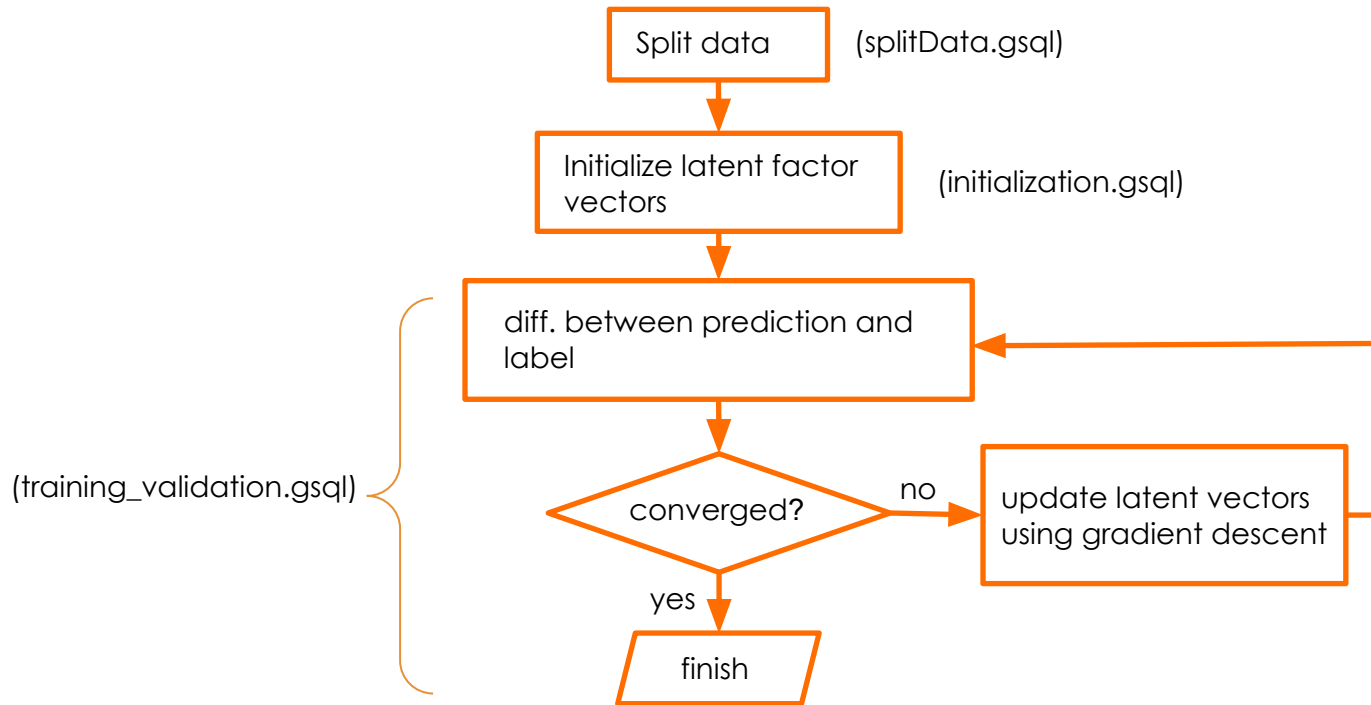 Split data
(splitData.gsql)
Initialize latent factor
vectors
(initialization.gsql)
diff. between prediction and
label
(training_validation.gsql)
converged?
no
update latent vectors
using gradient descent
yes
finish